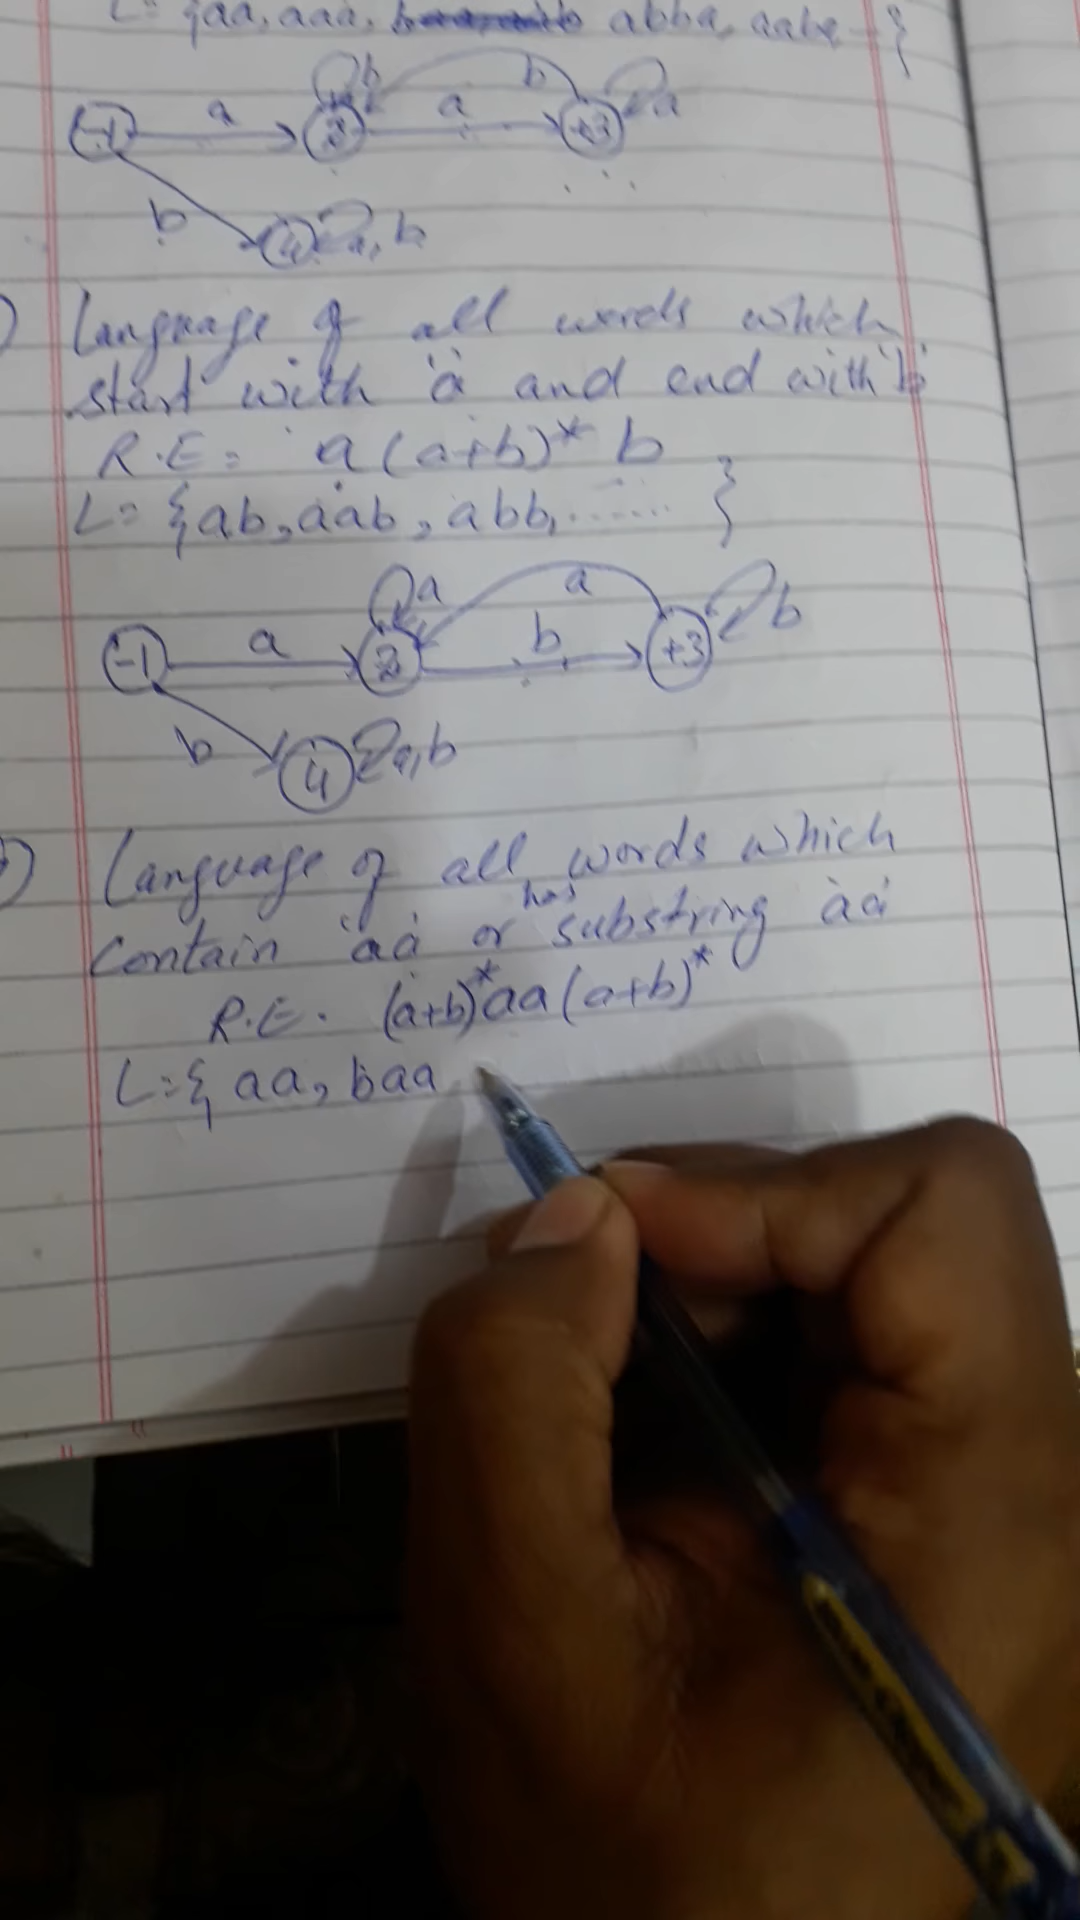 L= {aa, aaa, abba, aaba, -}
b b
-1 a 2 a +3 a
b
4 a, b
) Language of all words which
start with 'a' and end with 'b'
R.E= a(a+b)* b
L= {ab, aab, abb, ...... }
a a
-1 a 2 b +3 b
b 4 a,b
) Language of all words which
has
contain 'aa' or substring 'aa'
R.E. (a+b)*aa(a+b)*
L={ aa, baa